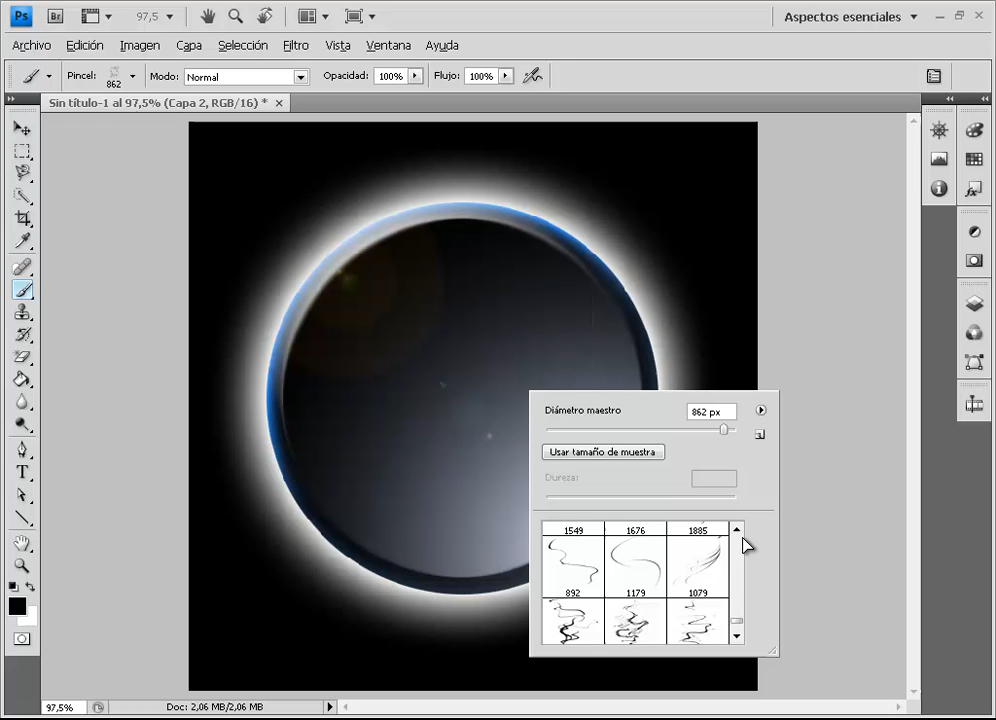 Ps Br 97,5 Aspectos esenciales
Archivo Edición Imagen Capa Selección Filtro Vista Ventana Ayuda
Pincel: 862 Modo: Normal Opacidad: 100% Flujo: 100%
Sin título-1 al 97,5% (Capa 2, RGB/16) * ×
Diámetro maestro 862 px
Usar tamaño de muestra
Dureza:
1549 1676 1885
892 1179 1079
97,5% Doc: 2,06 MB/2,06 MB